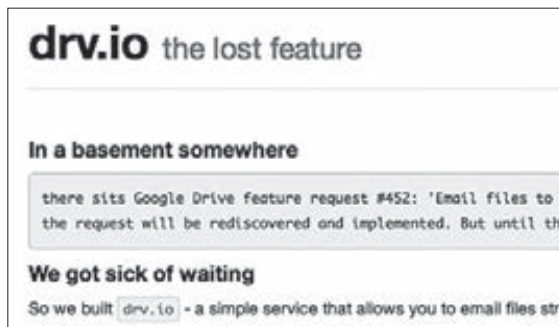 drv.io the lost feature
In a basement somewhere
there sits Google Drive feature request #452: 'Email files to
the request will be rediscovered and implemented. But until th
We got sick of waiting
So we built drv.io - a simple service that allows you to email files str